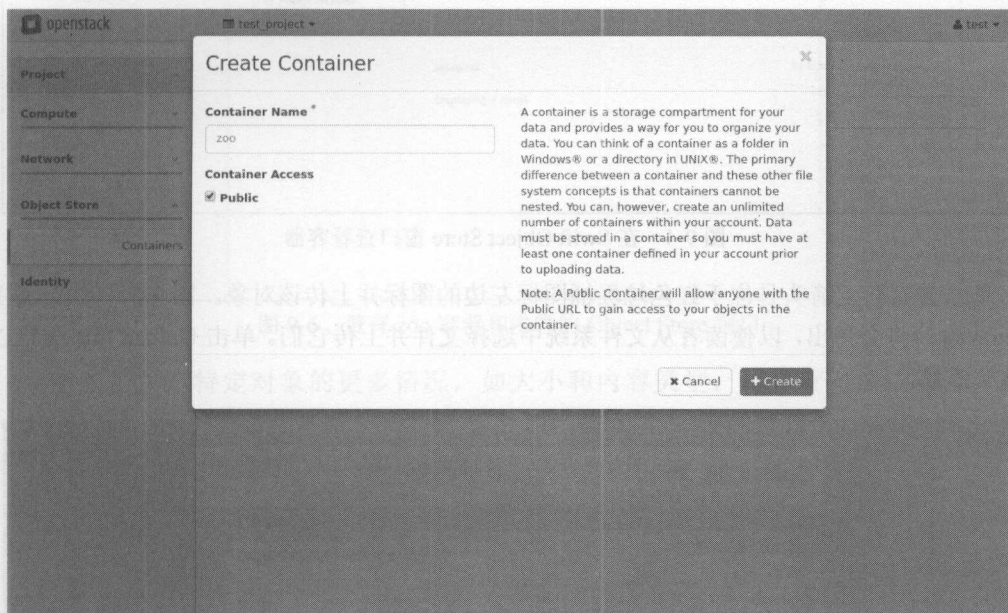 openstack
test_project
test
Project
Compute
Network
Object Store
Containers
Identity
Create Container
Container Name *
zoo
Container Access
Public
A container is a storage compartment for your
data and provides a way for you to organize your
data. You can think of a container as a folder in
Windows® or a directory in UNIX®. The primary
difference between a container and these other file
system concepts is that containers cannot be
nested. You can, however, create an unlimited
number of containers within your account. Data
must be stored in a container so you must have at
least one container defined in your account prior
to uploading data.
Note: A Public Container will allow anyone with the
Public URL to gain access to your objects in the
container.
Cancel
+ Create